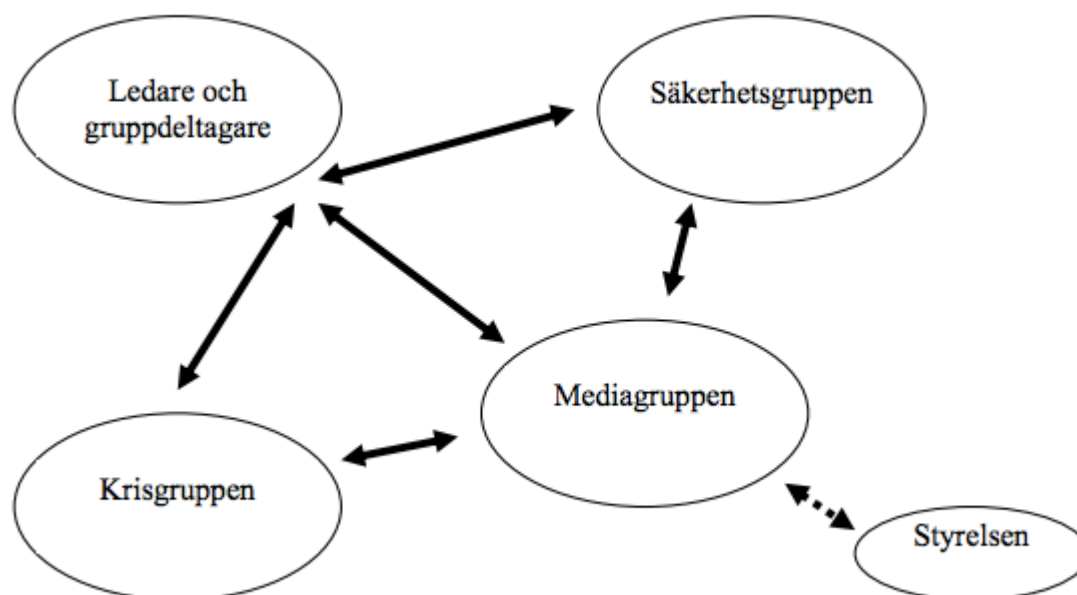 Ledare och
gruppdeltagare
Säkerhetsgruppen
Mediagruppen
Krisgruppen
Styrelsen